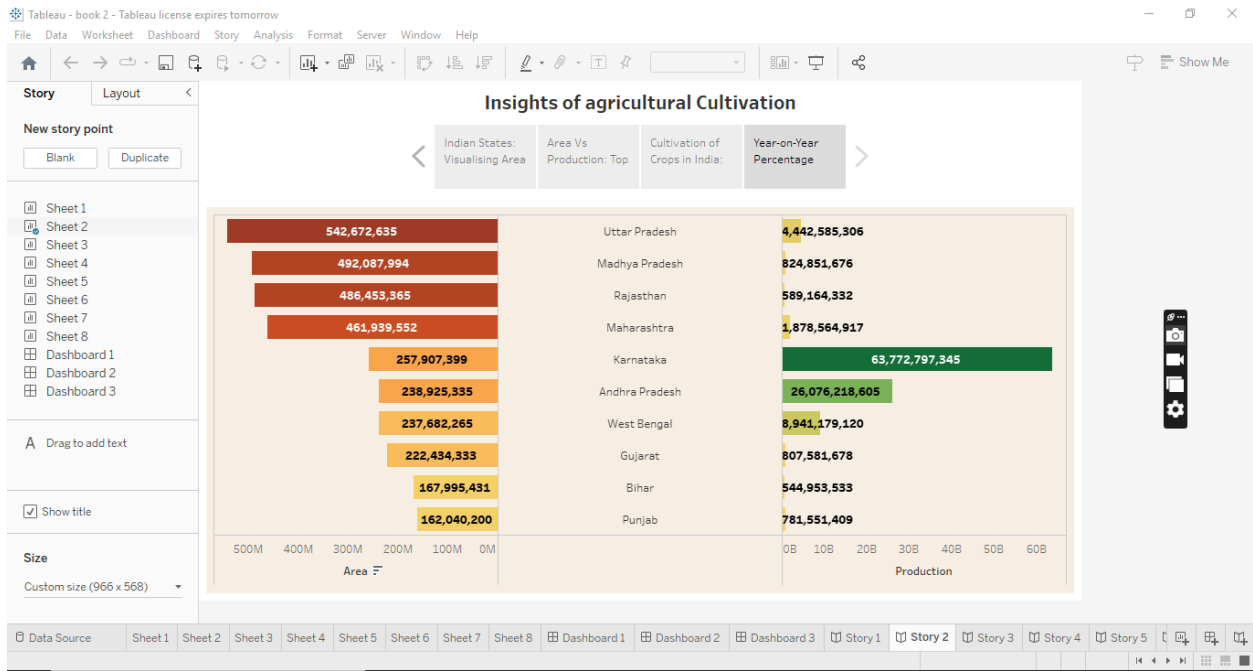 Tableau - book 2 - Tableau license expires tomorrow
File Data Worksheet Dashboard Story Analysis Format Server Window Help
Show Me
Story Layout
New story point
Blank Duplicate
Sheet 1
Sheet 2
Sheet 3
Sheet 4
Sheet 5
Sheet 6
Sheet 7
Sheet 8
Dashboard 1
Dashboard 2
Dashboard 3
A Drag to add text
Show title
Size
Custom size (966 x 568)
Insights of agricultural Cultivation
Indian States:
Visualising Area
Area Vs
Production: Top
Cultivation of
Crops in India:
Year-on-Year
Percentage
542,672,635 Uttar Pradesh 4,442,585,306
492,087,994 Madhya Pradesh 824,851,676
486,453,365 Rajasthan 589,164,332
461,939,552 Maharashtra 1,878,564,917
257,907,399 Karnataka 63,772,797,345
238,925,335 Andhra Pradesh 26,076,218,605
237,682,265 West Bengal 8,941,179,120
222,434,333 Gujarat 807,581,678
167,995,431 Bihar 544,953,533
162,040,200 Punjab 781,551,409
500M 400M 300M 200M 100M 0M 0B 10B 20B 30B 40B 50B 60B
Area Production
Data Source Sheet 1 Sheet 2 Sheet 3 Sheet 4 Sheet 5 Sheet 6 Sheet 7 Sheet 8 Dashboard 1 Dashboard 2 Dashboard 3 Story 1 Story 2 Story 3 Story 4 Story 5